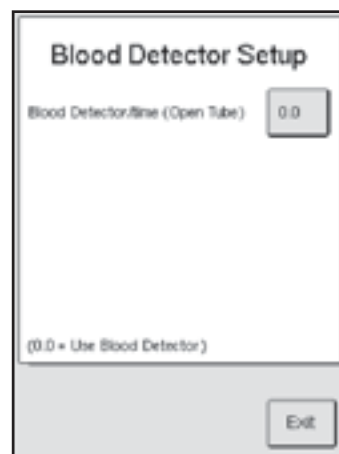 Blood Detector Setup
Blood Detector/time (Open Tube) 0.0
(0.0 = Use Blood Detector)
Exit